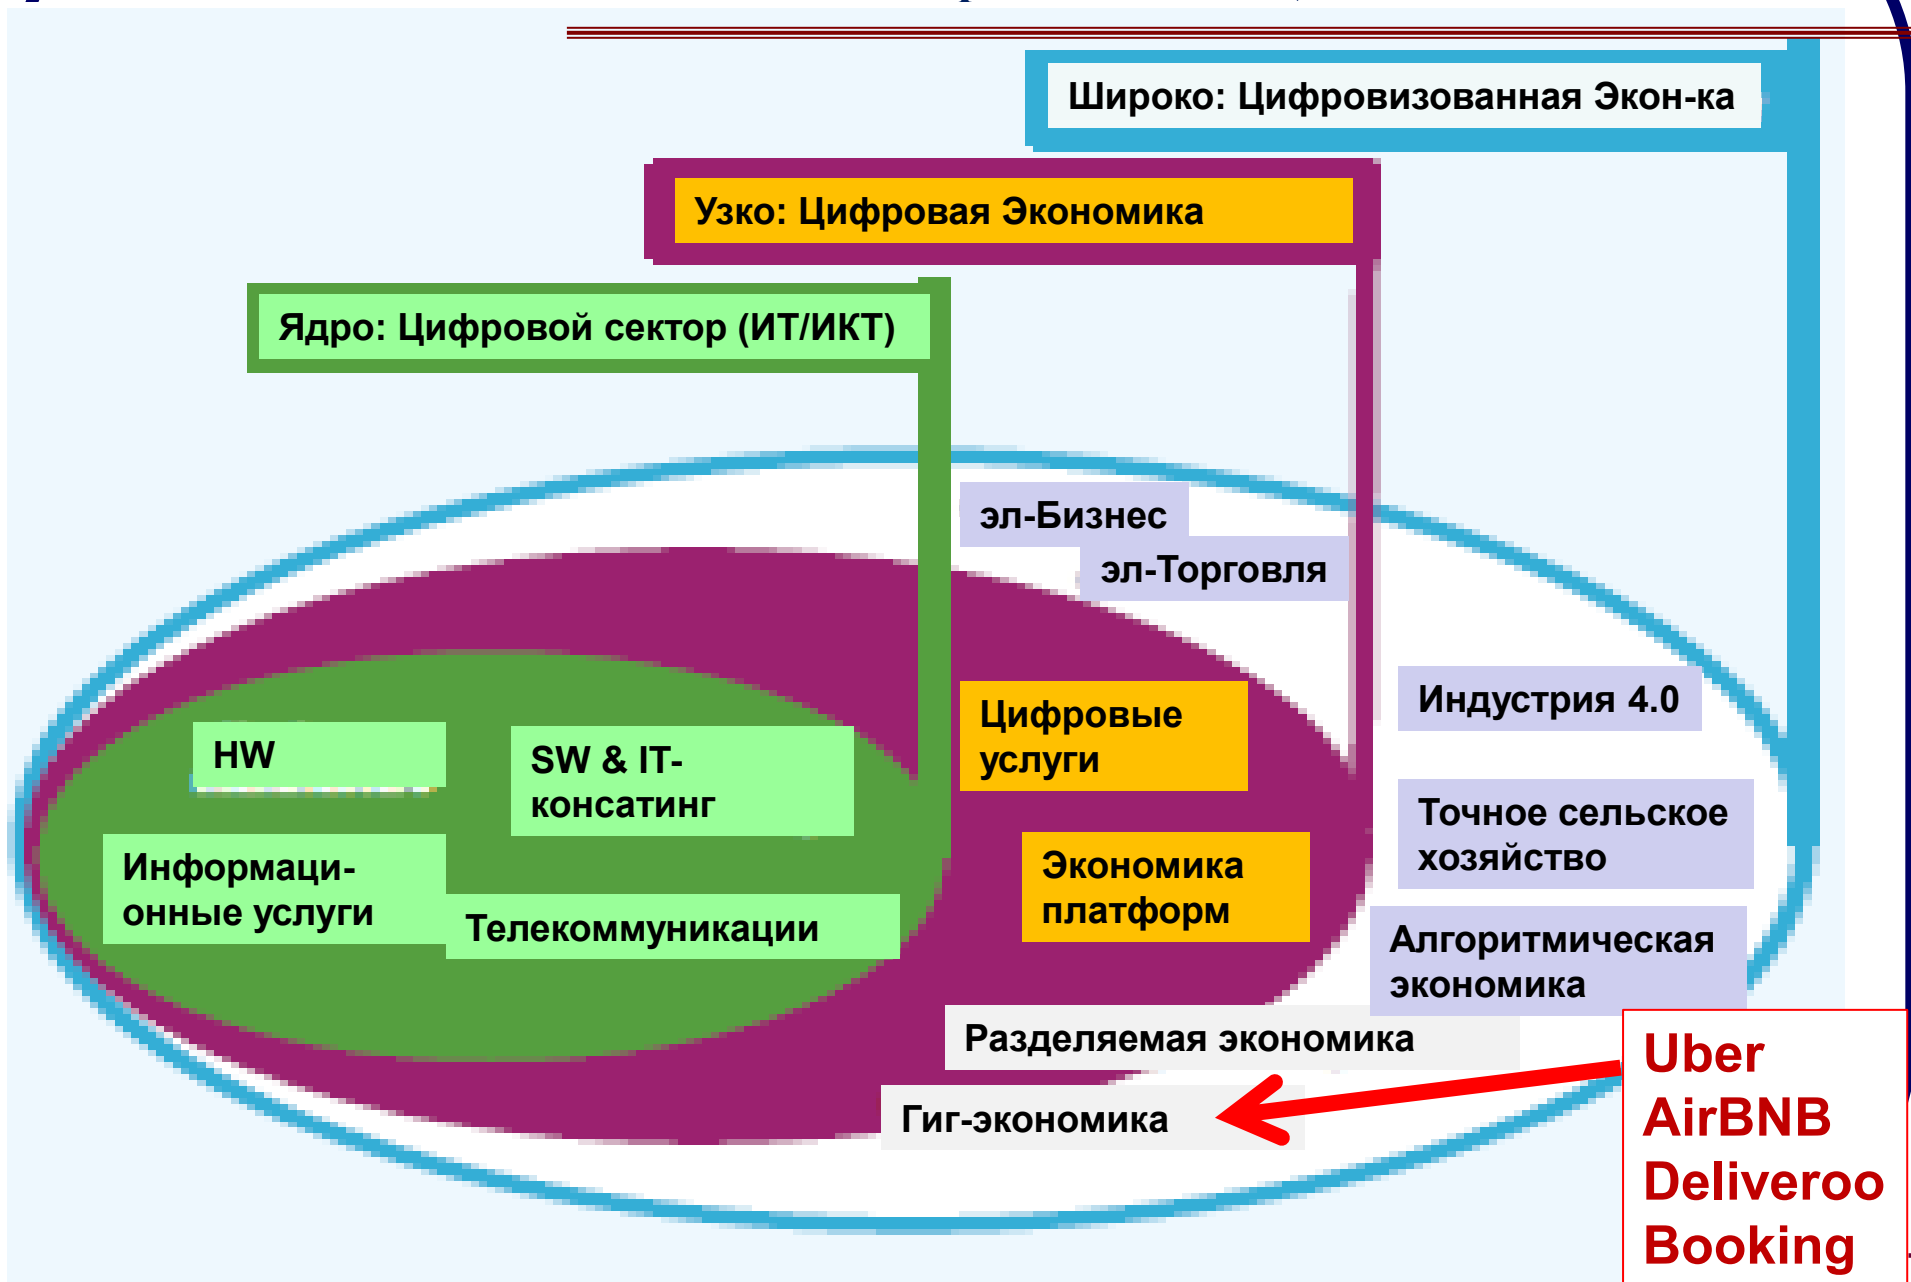 Широко: Цифровизованная Экон-ка
Узко: Цифровая Экономика
Ядро: Цифровой сектор (ИТ/ИКТ)
эл-Бизнес
эл-Торговля
Цифровые
услуги
Индустрия 4.0
HW
SW & IT-
консатинг
Точное сельское
хозяйство
Информаци-
онные услуги
Экономика
платформ
Телекоммуникации
Алгоритмическая
экономика
Разделяемая экономика
Гиг-экономика
Uber
AirBNB
Deliveroo
Booking